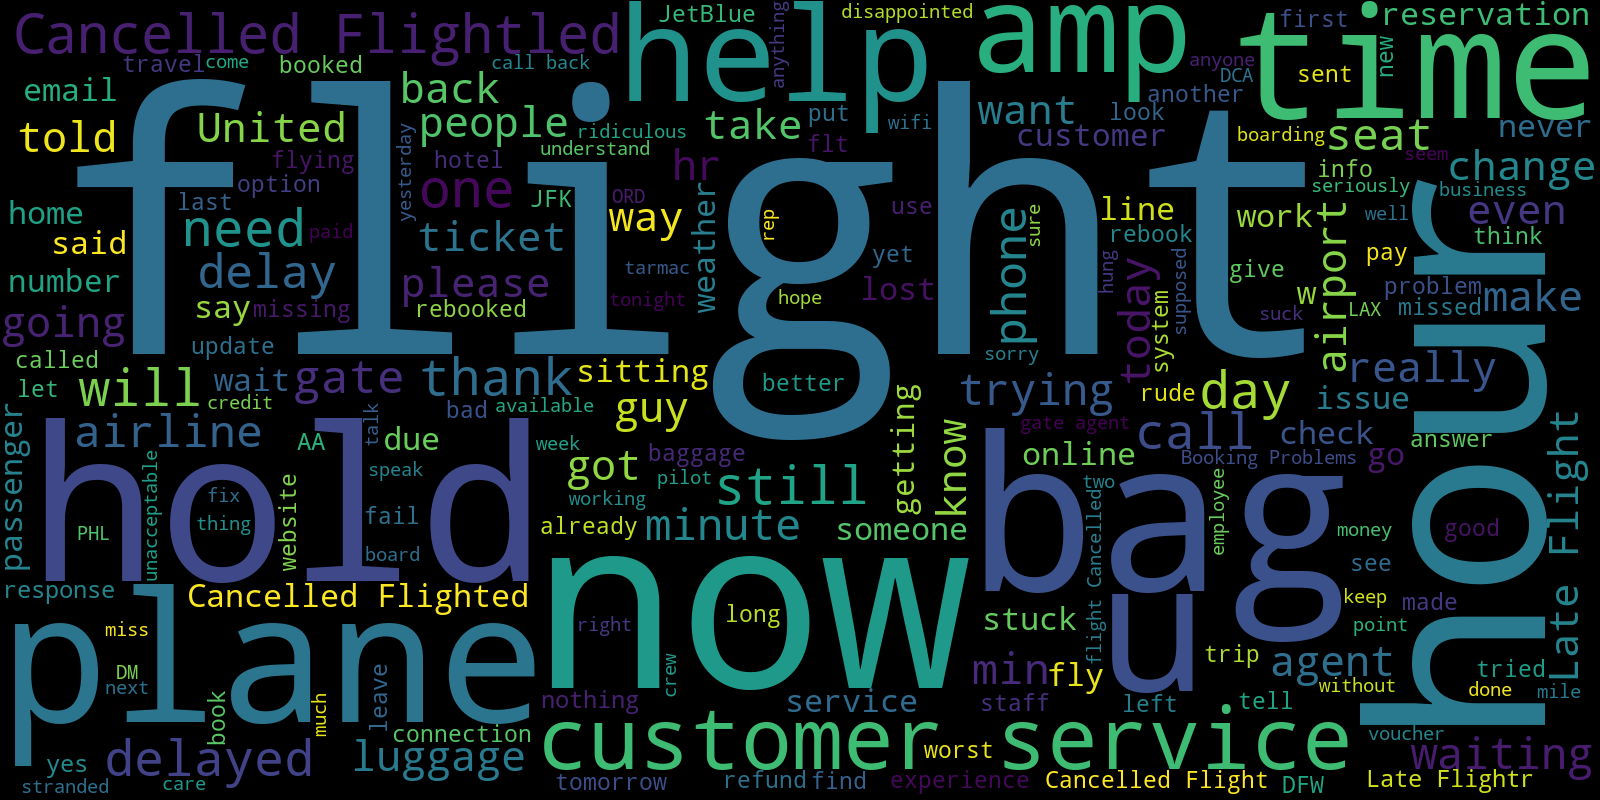 Cancelled Flightled
help
JetBlue
disappointed
amp
time
first
reservation
travel
come
booked
call back
anything
anyone
DCA
sent
new
email
flight
back
put
wifi
want
look
another
told
United
people
ridiculous
take
customer
boarding
seat
never
flying
yesterday
hotel
understand
flt
info
seem
change
option
last
one
JFK
ORD
hr
seriously
business
home
need
paid
way
weather
rep
use
phone
sure
line
rebook
work
well
even
said
ticket
yet
airport
pay
think
number
delay
please
tarmac
lost
hung
supposed
give
problem
say
missing
rebooked
tonight
hope
today
system
w
LAX
missed
make
going
update
suck
hour
called
let
will
wait
credit
gate
thank
sitting
better
sorry
trying
rude
day
really
issue
bad
available
guy
passenger
airline
AA
talk
due
week
getting
know
gate agent
call
check
answer
hold
speak
got
baggage
online
Booking Problems
go
unacceptable
fix
thing
PHL
website
fail
board
working
pilot
still
bag
two
employee
Late Flight
already
minute
someone
money
good
response
Cancelled Flighted
now
long
right
stuck
flight Cancelled
u
see
keep
made
point
plane
miss
DM
next
leave
crew
min
fly
trip
agent
tried
without
done
mile
book
much
nothing
service
staff
left
tell
connection
customer service
worst
voucher
waiting
yes
delayed
luggage
stranded
care
tomorrow
refund
find
experience
Cancelled Flight
DFW
Late Flightr